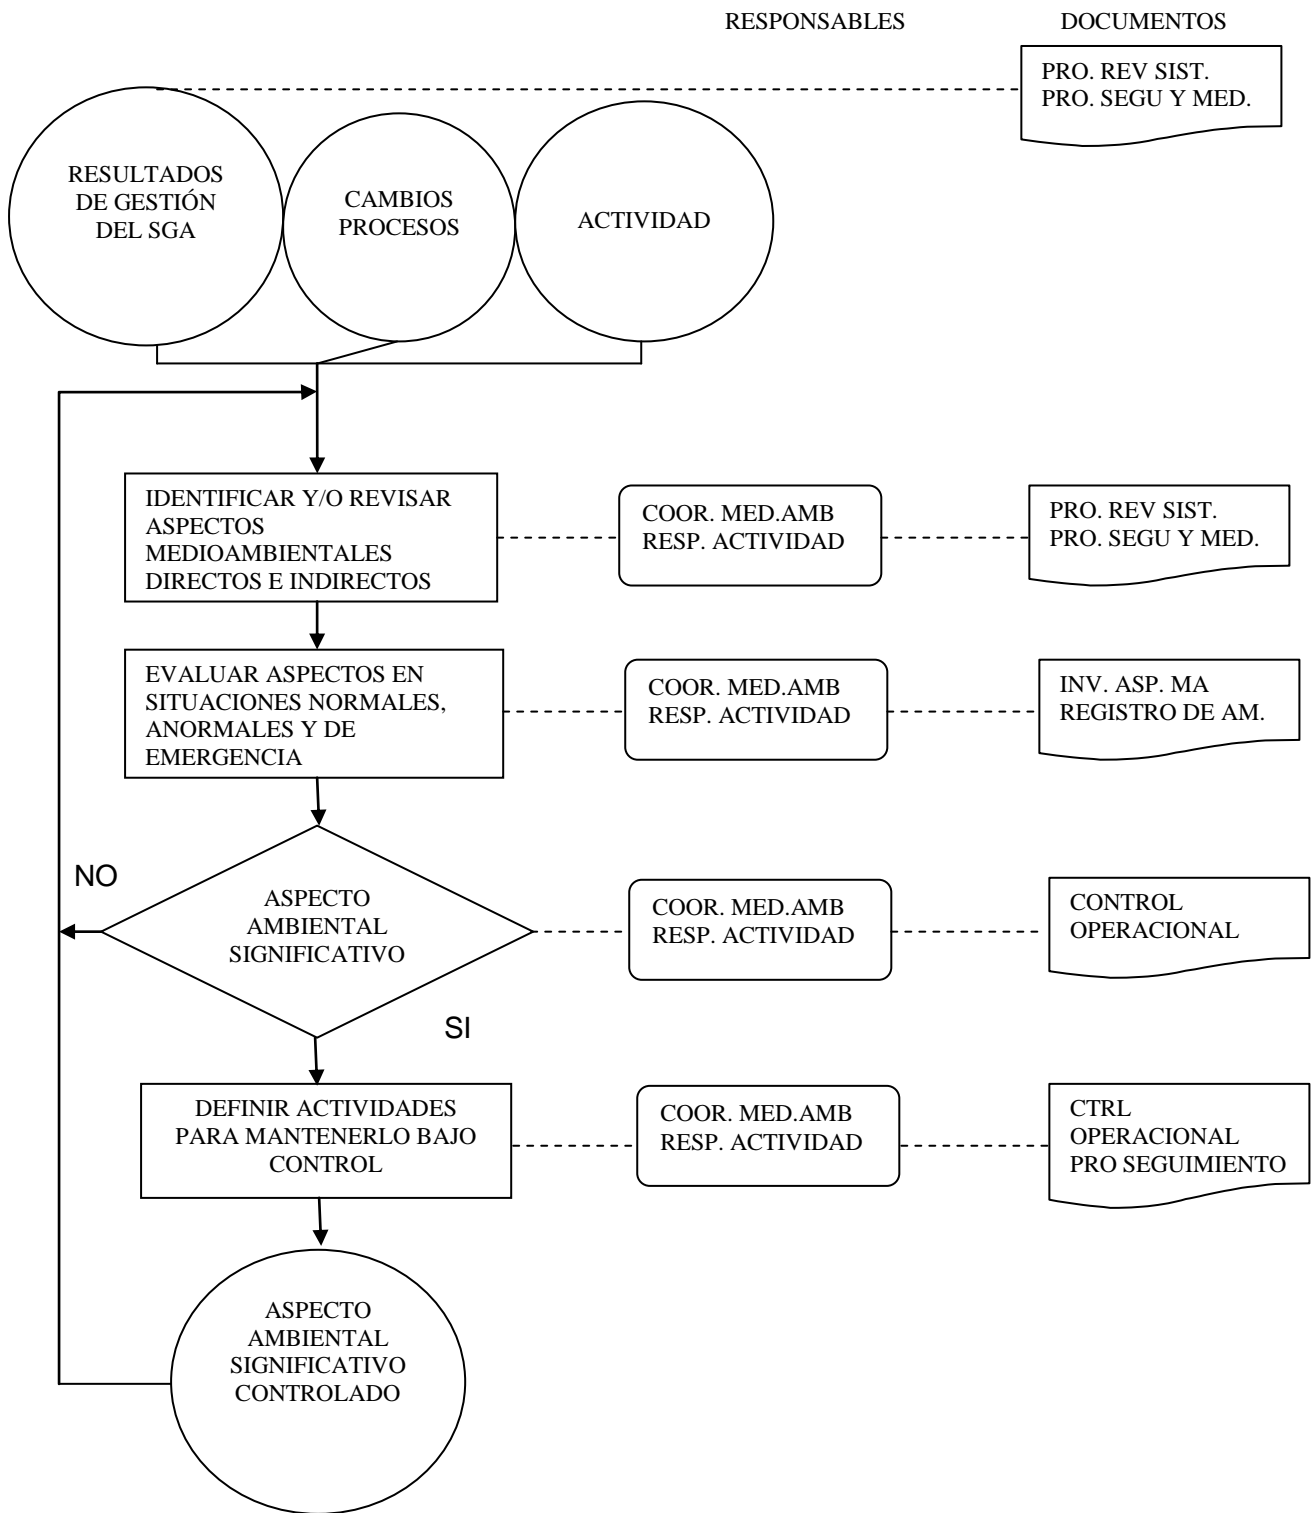 RESPONSABLES
DOCUMENTOS
PRO. REV SIST.
PRO. SEGU Y MED.
RESULTADOS
DE GESTIÓN
DEL SGA
CAMBIOS
PROCESOS
ACTIVIDAD
IDENTIFICAR Y/O REVISAR
ASPECTOS
MEDIOAMBIENTALES
DIRECTOS E INDIRECTOS
COOR. MED.AMB
RESP. ACTIVIDAD
PRO. REV SIST.
PRO. SEGU Y MED.
EVALUAR ASPECTOS EN
SITUACIONES NORMALES,
ANORMALES Y DE
EMERGENCIA
COOR. MED.AMB
RESP. ACTIVIDAD
INV. ASP. MA
REGISTRO DE AM.
NO
ASPECTO
AMBIENTAL
SIGNIFICATIVO
COOR. MED.AMB
RESP. ACTIVIDAD
CONTROL
OPERACIONAL
SI
DEFINIR ACTIVIDADES
PARA MANTENERLO BAJO
CONTROL
COOR. MED.AMB
RESP. ACTIVIDAD
CTRL
OPERACIONAL
PRO SEGUIMIENTO
ASPECTO
AMBIENTAL
SIGNIFICATIVO
CONTROLADO